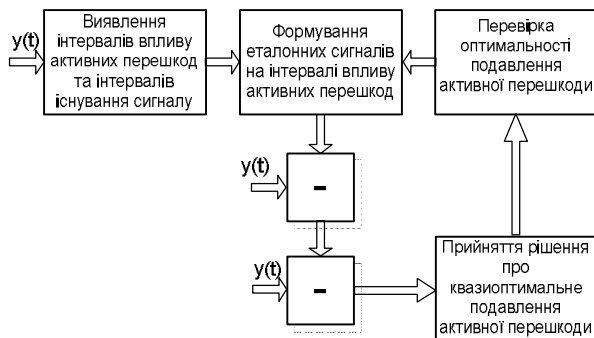 y(t)
Виявлення
інтервалів впливу
активних перешкод
та інтервалів
існування сигналу
Формування
еталонних сигналів
на інтервалі впливу
активних перешкод
Перевірка
оптимальності
подавлення
активної перешкоди
y(t)
-
y(t)
-
Прийняття рішення
про
квазиоптимальне
подавлення
активної перешкоди